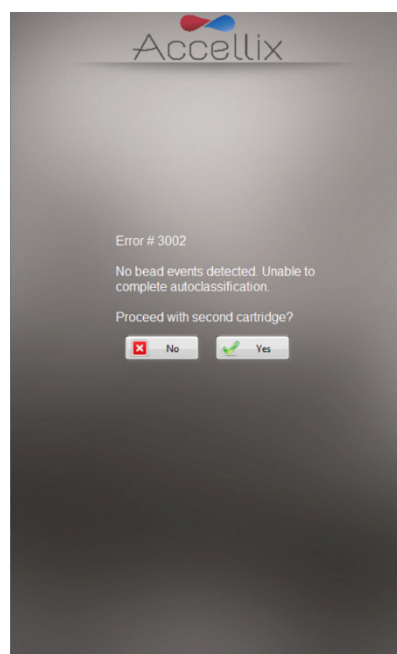 Accellix
Error # 3002
No bead events detected. Unable to
complete autoclassification.
Proceed with second cartridge?
No Yes